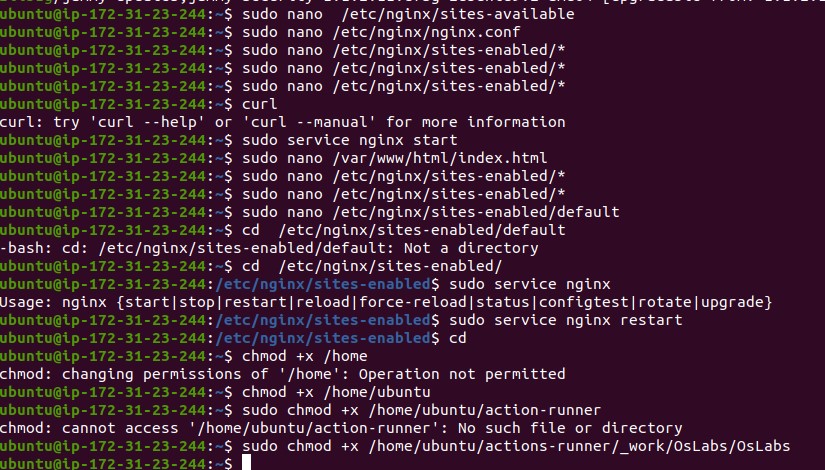 ubuntu@ip-172-31-23-244:~$ sudo nano  /etc/nginx/sites-available
ubuntu@ip-172-31-23-244:~$ sudo nano /etc/nginx/nginx.conf
ubuntu@ip-172-31-23-244:~$ sudo nano /etc/nginx/sites-enabled/*
ubuntu@ip-172-31-23-244:~$ sudo nano /etc/nginx/sites-enabled/*
ubuntu@ip-172-31-23-244:~$ sudo nano /etc/nginx/sites-enabled/*
ubuntu@ip-172-31-23-244:~$ curl
curl: try 'curl --help' or 'curl --manual' for more information
ubuntu@ip-172-31-23-244:~$ sudo service nginx start
ubuntu@ip-172-31-23-244:~$ sudo nano /var/www/html/index.html
ubuntu@ip-172-31-23-244:~$ sudo nano /etc/nginx/sites-enabled/*
ubuntu@ip-172-31-23-244:~$ sudo nano /etc/nginx/sites-enabled/*
ubuntu@ip-172-31-23-244:~$ sudo nano /etc/nginx/sites-enabled/default
ubuntu@ip-172-31-23-244:~$ cd  /etc/nginx/sites-enabled/default
-bash: cd: /etc/nginx/sites-enabled/default: Not a directory
ubuntu@ip-172-31-23-244:~$ cd  /etc/nginx/sites-enabled/
ubuntu@ip-172-31-23-244:/etc/nginx/sites-enabled$ sudo service nginx
Usage: nginx {start|stop|restart|reload|force-reload|status|configtest|rotate|upgrade}
ubuntu@ip-172-31-23-244:/etc/nginx/sites-enabled$ sudo service nginx restart
ubuntu@ip-172-31-23-244:/etc/nginx/sites-enabled$ cd
ubuntu@ip-172-31-23-244:~$ chmod +x /home
chmod: changing permissions of '/home': Operation not permitted
ubuntu@ip-172-31-23-244:~$ chmod +x /home/ubuntu
ubuntu@ip-172-31-23-244:~$ sudo chmod +x /home/ubuntu/action-runner
chmod: cannot access '/home/ubuntu/action-runner': No such file or directory
ubuntu@ip-172-31-23-244:~$ sudo chmod +x /home/ubuntu/actions-runner/_work/OsLabs/OsLabs
ubuntu@ip-172-31-23-244:~$